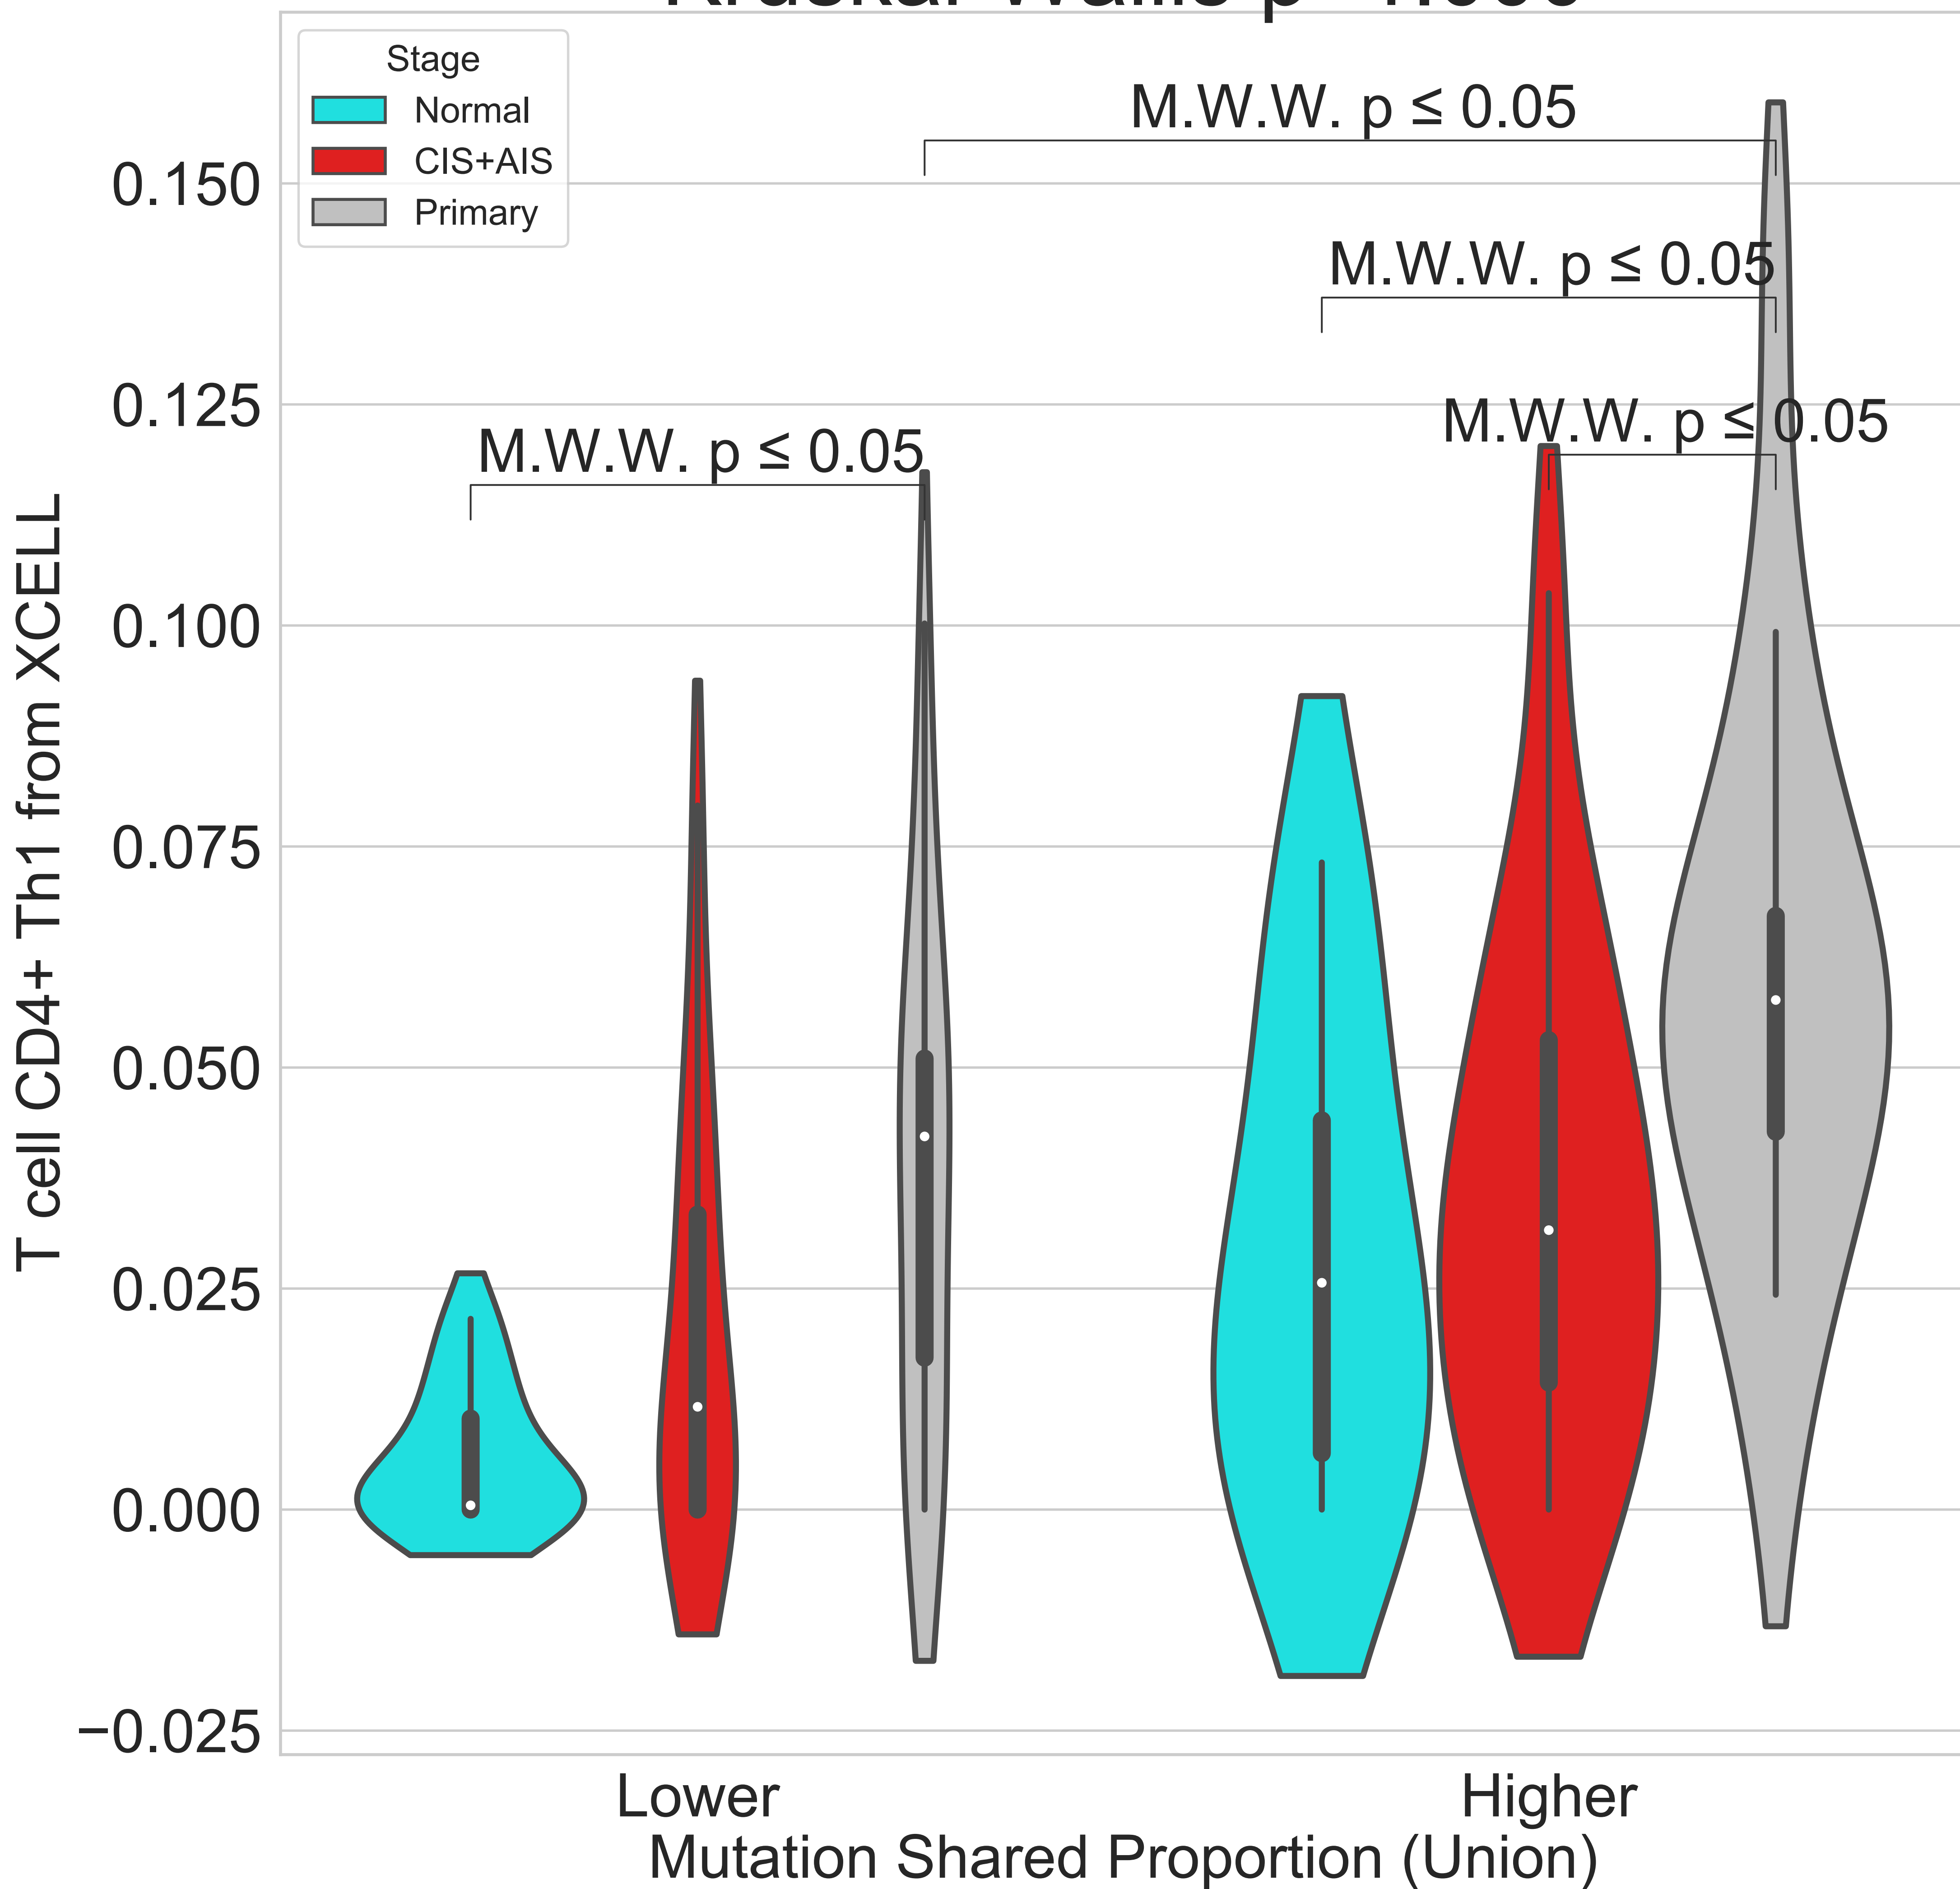 Stage
Normal
CIS+AIS
Primary
M.W.W. p ≤ 0.05
M.W.W. p ≤ 0.05
M.W.W. p ≤ 0.05
M.W.W. p ≤ 0.05
0.150
0.125
0.100
0.075
0.050
0.025
0.000
−0.025
T cell CD4+ Th1 from XCELL
Lower
Higher
Mutation Shared Proportion (Union)